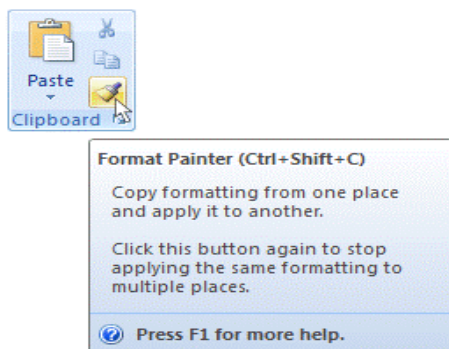 Paste
Clipboard
Format Painter (Ctrl+Shift+C)
Copy formatting from one place
and apply it to another.
Click this button again to stop
applying the same formatting to
multiple places.
Press F1 for more help.